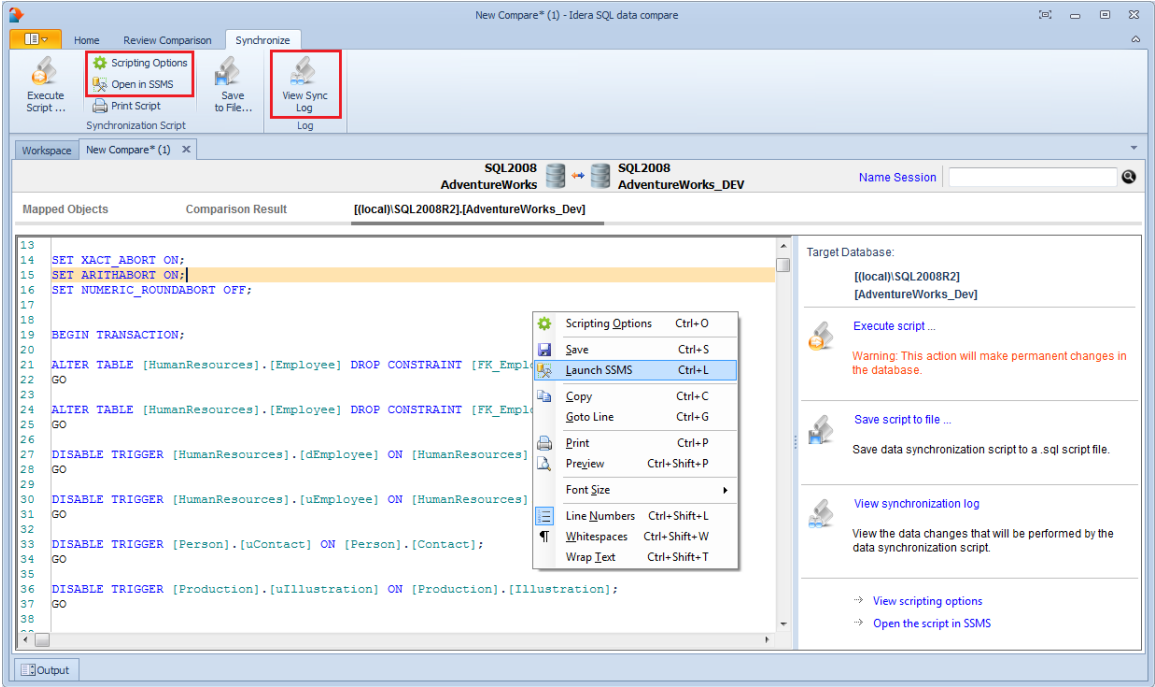 New Compare* (1) - Idera SQL data compare
Home Review Comparison Synchronize
Scripting Options
Open in SSMS
Print Script
Execute
Script ...
Save
to File...
View Sync
Log
Synchronization Script
Log
Workspace New Compare* (1)
SQL2008
AdventureWorks
SQL2008
AdventureWorks_DEV
Name Session
Mapped Objects Comparison Result [(local)\SQL2008R2].[AdventureWorks_Dev]
13
14 SET XACT_ABORT ON;
15 SET ARITHABORT ON;
16 SET NUMERIC_ROUNDABORT OFF;
17
18
19 BEGIN TRANSACTION;
20
21 ALTER TABLE [HumanResources].[Employee] DROP CONSTRAINT [FK_Empl
22 GO
23
24 ALTER TABLE [HumanResources].[Employee] DROP CONSTRAINT [FK_Empl
25 GO
26
27 DISABLE TRIGGER [HumanResources].[dEmployee] ON [HumanResources]
28 GO
29
30 DISABLE TRIGGER [HumanResources].[uEmployee] ON [HumanResources]
31 GO
32
33 DISABLE TRIGGER [Person].[uContact] ON [Person].[Contact];
34 GO
35
36 DISABLE TRIGGER [Production].[uIllustration] ON [Production].[Illustration];
37 GO
38
Scripting Options Ctrl+O
Save Ctrl+S
Launch SSMS Ctrl+L
Copy Ctrl+C
Goto Line Ctrl+G
Print Ctrl+P
Preview Ctrl+Shift+P
Font Size
Line Numbers Ctrl+Shift+L
Whitespaces Ctrl+Shift+W
Wrap Text Ctrl+Shift+T
Target Database:
[(local)\SQL2008R2]
[AdventureWorks_Dev]
Execute script ...
Warning: This action will make permanent changes in
the database.
Save script to file ...
Save data synchronization script to a .sql script file.
View synchronization log
View the data changes that will be performed by the
data synchronization script.
View scripting options
Open the script in SSMS
Output